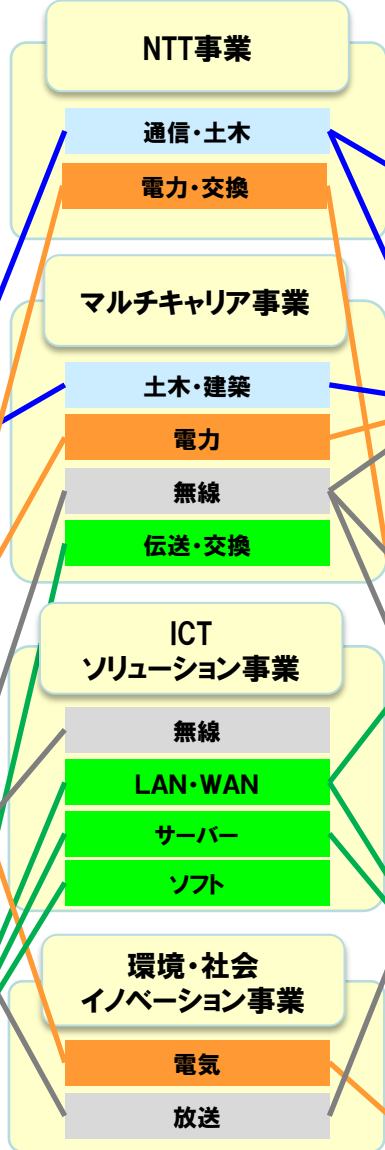 NTT事業
通信・土木
電力・交換
マルチキャリア事業
土木・建築
電力
無線
伝送・交換
ICT
ソリューション事業
無線
LAN・WAN
サーバー
ソフト
環境・社会
イノベーション事業
電気
放送